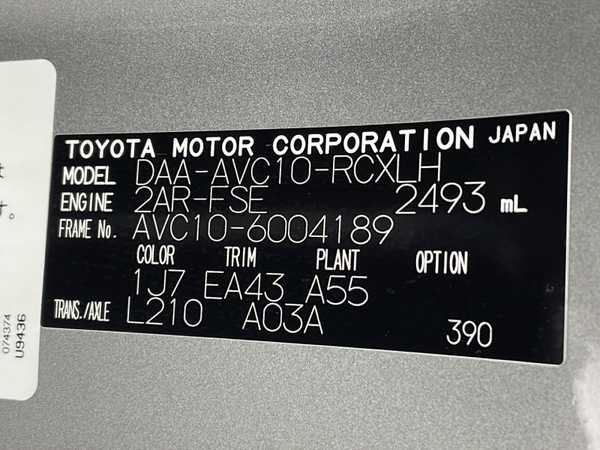 TOYOTA MOTOR CORPORATION JAPAN
MODEL DAA-AVC10-RCXLH
ENGINE 2AR-FSE 2493 mL
FRAME No. AVC10-6004189
COLOR TRIM PLANT OPTION
1J7 EA43 A55
TRANS./AXLE L210 A03A 390
074374
U9436